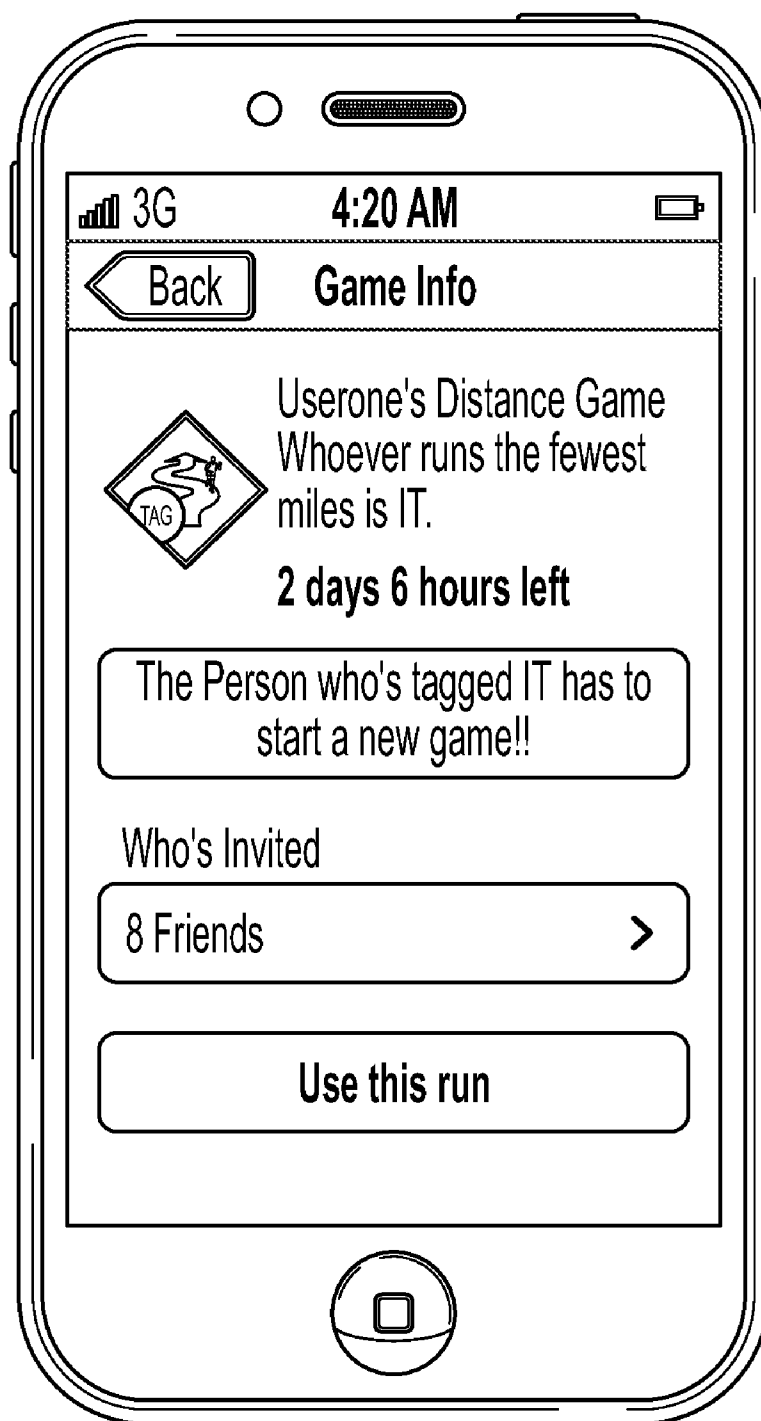 3G 4:20 AM
Back Game Info
Userone's Distance Game
Whoever runs the fewest
miles is IT.
TAG
2 days 6 hours left
The Person who's tagged IT has to
start a new game!!
Who's Invited
8 Friends
Use this run